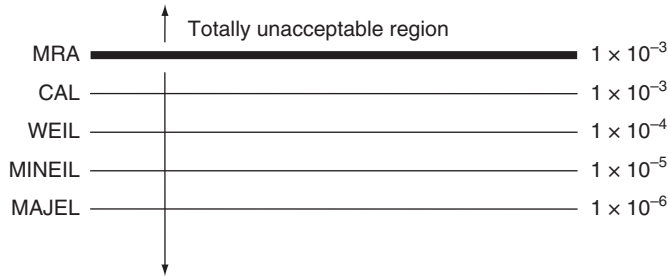 Totally unacceptable region
MRA 1 × 10⁻³
CAL 1 × 10⁻³
WEIL 1 × 10⁻⁴
MINEIL 1 × 10⁻⁵
MAJEL 1 × 10⁻⁶